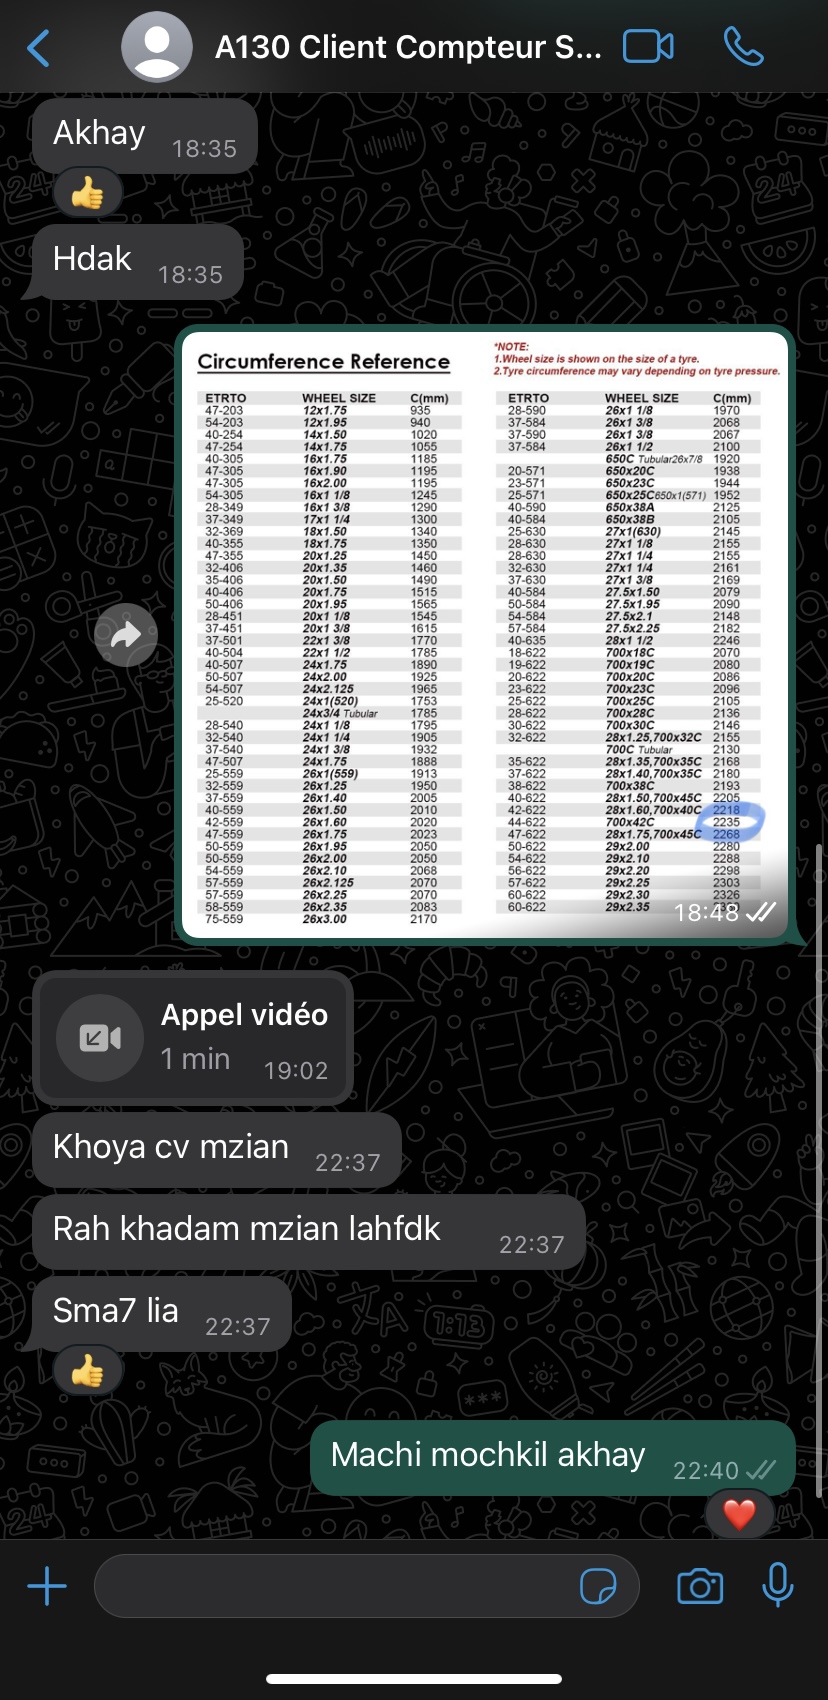 A130 Client Compteur S...
Akhay 18:35
Hdak 18:35
Circumference Reference
*NOTE:
1.Wheel size is shown on the size of a tyre.
2.Tyre circumference may vary depending on tyre pressure.
ETRTO WHEEL SIZE C(mm)
47-203 12x1.75 935
54-203 12x1.95 940
40-254 14x1.50 1020
47-254 14x1.75 1055
40-305 16x1.75 1185
47-305 16x1.90 1195
47-305 16x2.00 1195
54-305 16x1 1/8 1245
28-349 16x1 3/8 1290
37-349 17x1 1/4 1300
32-369 18x1.50 1340
40-355 18x1.75 1350
47-355 20x1.25 1450
32-406 20x1.35 1460
35-406 20x1.50 1490
40-406 20x1.75 1515
50-406 20x1.95 1565
28-451 20x1 1/8 1545
37-451 20x1 3/8 1615
37-501 22x1 3/8 1770
40-504 22x1 1/2 1785
40-507 24x1.75 1890
50-507 24x2.00 1925
54-507 24x2.125 1965
25-520 24x1(520) 1753
24x3/4 Tubular 1785
28-540 24x1 1/8 1795
32-540 24x1 1/4 1905
37-540 24x1 3/8 1932
47-507 24x1.75 1888
25-559 26x1(559) 1913
32-559 26x1.25 1950
37-559 26x1.40 2005
40-559 26x1.50 2010
42-559 26x1.60 2020
47-559 26x1.75 2023
50-559 26x1.95 2050
50-559 26x2.00 2050
54-559 26x2.10 2068
57-559 26x2.125 2070
57-559 26x2.25 2070
58-559 26x2.35 2083
75-559 26x3.00 2170
ETRTO WHEEL SIZE C(mm)
28-590 26x1 1/8 1970
37-584 26x1 3/8 2068
37-590 26x1 3/8 2067
37-584 26x1 1/2 2100
650C Tubular26x7/8 1920
20-571 650x20C 1938
23-571 650x23C 1944
25-571 650x25C650x1(571) 1952
40-590 650x38A 2125
40-584 650x38B 2105
25-630 27x1(630) 2145
28-630 27x1 1/8 2155
28-630 27x1 1/4 2155
32-630 27x1 1/4 2161
37-630 27x1 3/8 2169
40-584 27.5x1.50 2079
50-584 27.5x1.95 2090
54-584 27.5x2.1 2148
57-584 27.5x2.25 2182
40-635 28x1 1/2 2246
18-622 700x18C 2070
19-622 700x19C 2080
20-622 700x20C 2086
23-622 700x23C 2096
25-622 700x25C 2105
28-622 700x28C 2136
30-622 700x30C 2146
32-622 28x1.25,700x32C 2155
700C Tubular 2130
35-622 28x1.35,700x35C 2168
37-622 28x1.40,700x35C 2180
38-622 700x38C 2193
40-622 28x1.50,700x45C 2205
42-622 28x1.60,700x40C 2218
44-622 700x42C 2235
47-622 28x1.75,700x45C 2268
50-622 29x2.00 2280
54-622 29x2.10 2288
56-622 29x2.20 2298
57-622 29x2.25 2303
60-622 29x2.30 2326
60-622 29x2.35
18:48
Appel vidéo
1 min 19:02
Khoya cv mzian 22:37
Rah khadam mzian lahfdk 22:37
Sma7 lia 22:37
Machi mochkil akhay 22:40